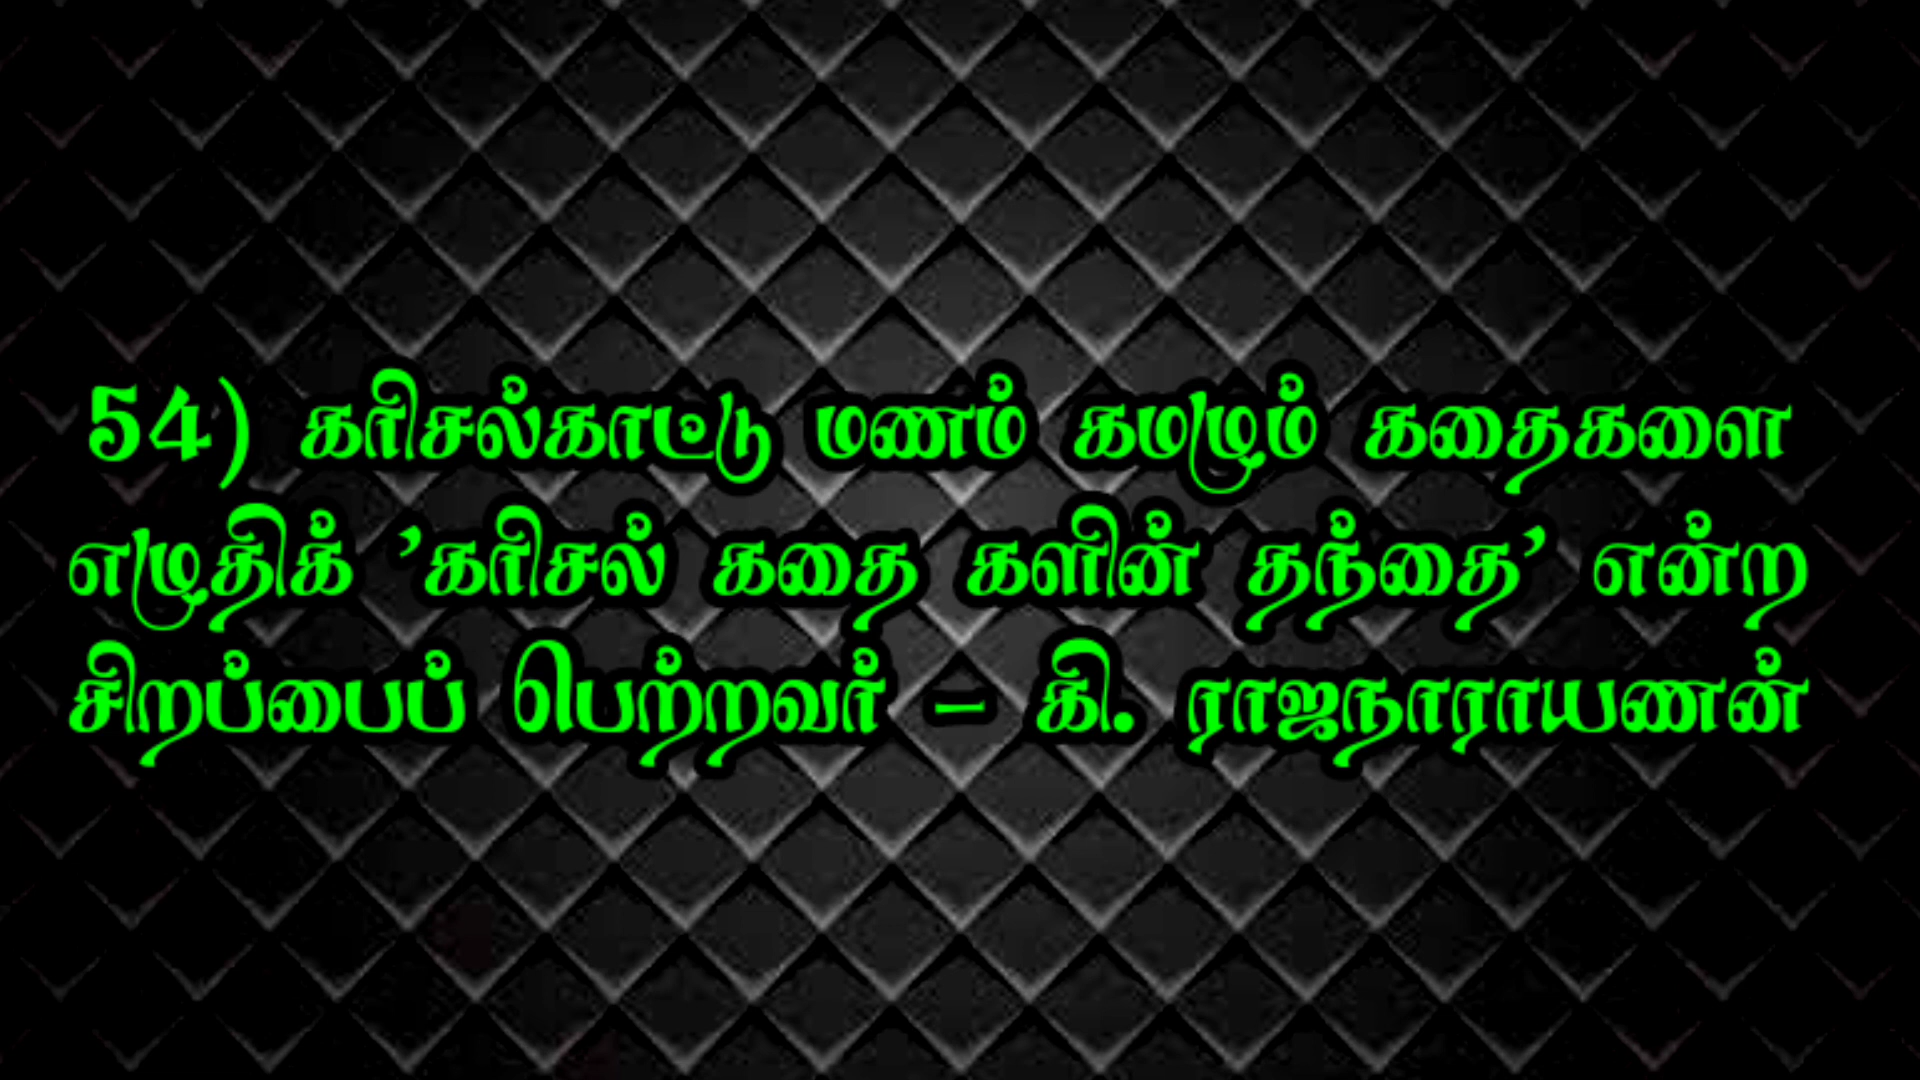 54) கரிசல்காட்டு மணம் கமழும் கதைகளை
எழுதிக் ’கரிசல் கதை களின் தந்தை’ என்ற
சிறப்பைப் பெற்றவர் – கி. ராஜநாராயணன்